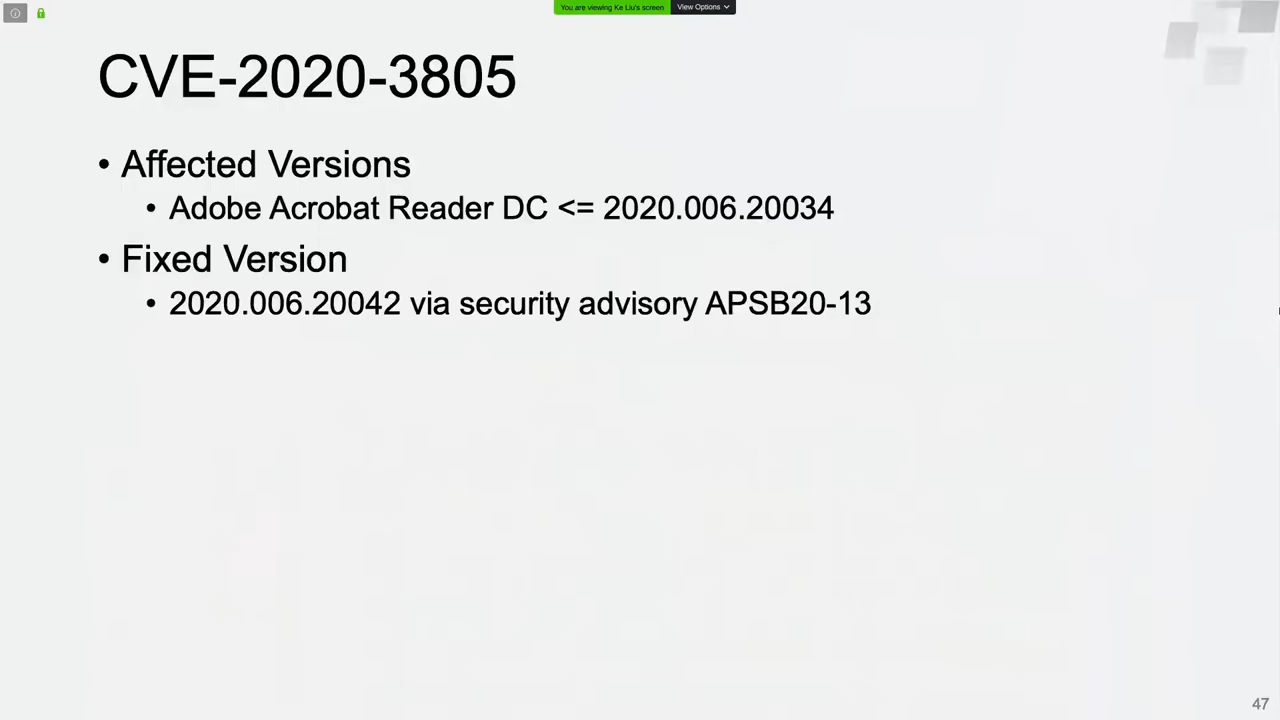 You are viewing Ke Liu's screen View Options
CVE-2020-3805
• Affected Versions
• Adobe Acrobat Reader DC <= 2020.006.20034
• Fixed Version
• 2020.006.20042 via security advisory APSB20-13
47